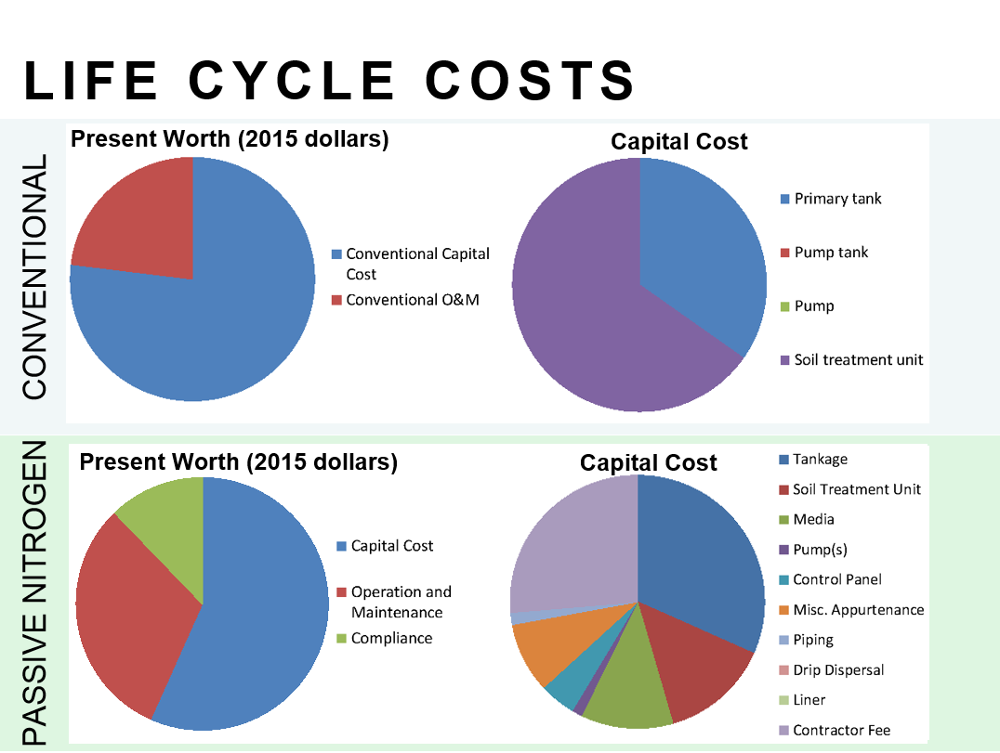 LIFE CYCLE COSTS
CONVENTIONAL
Present Worth (2015 dollars)
Conventional Capital
Cost
Conventional O&M
Capital Cost
Primary tank
Pump tank
Pump
Soil treatment unit
PASSIVE NITROGEN
Present Worth (2015 dollars)
Capital Cost
Operation and
Maintenance
Compliance
Capital Cost
Tankage
Soil Treatment Unit
Media
Pump(s)
Control Panel
Misc. Appurtenance
Piping
Drip Dispersal
Liner
Contractor Fee